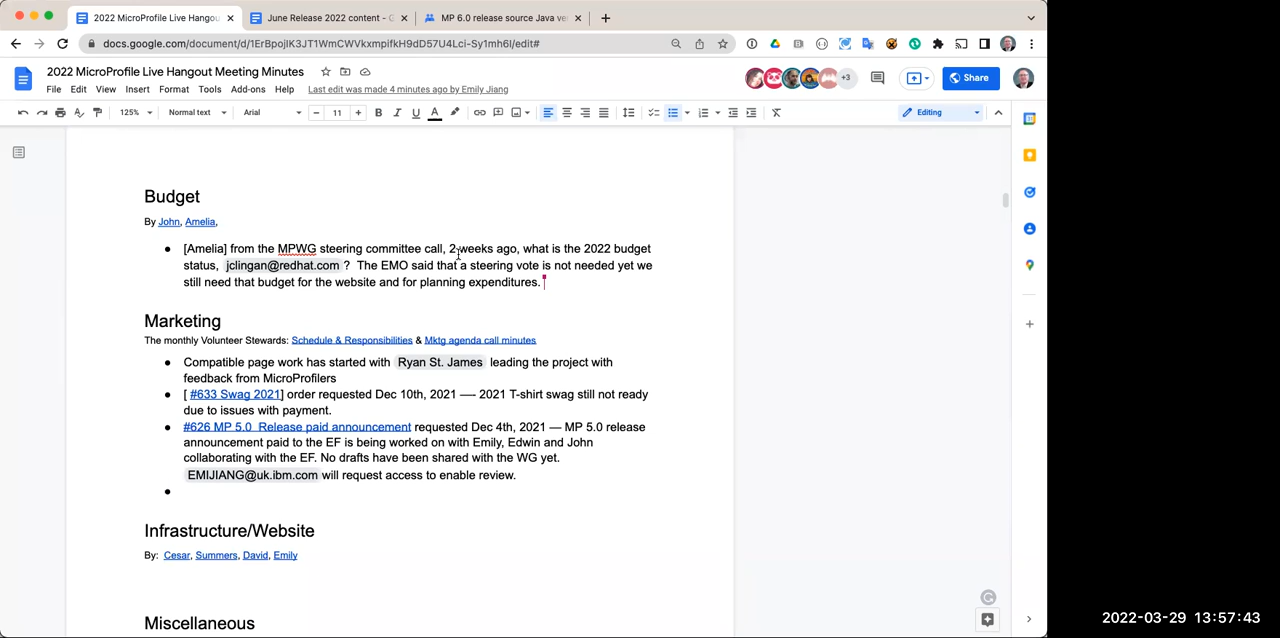 2022 MicroProfile Live Hangou
June Release 2022 content - G
MP 6.0 release source Java ve
docs.google.com/document/d/1ErBpojIK3JT1WmCWVkxmpifkH9dD57U4Lci-Sy1mh6I/edit#
2022 MicroProfile Live Hangout Meeting Minutes
+3
Share
File Edit View Insert Format Tools Add-ons Help Last edit was made 4 minutes ago by Emily Jiang
125% Normal text Arial 11 Editing
Budget
By John, Amelia,
[Amelia] from the MPWG steering committee call, 2 weeks ago, what is the 2022 budget
status, jclingan@redhat.com ? The EMO said that a steering vote is not needed yet we
still need that budget for the website and for planning expenditures.
Marketing
The monthly Volunteer Stewards: Schedule & Responsibilities & Mktg agenda call minutes
Compatible page work has started with Ryan St. James leading the project with
feedback from MicroProfilers
[ #633 Swag 2021] order requested Dec 10th, 2021 —- 2021 T-shirt swag still not ready
due to issues with payment.
#626 MP 5.0 Release paid announcement requested Dec 4th, 2021 — MP 5.0 release
announcement paid to the EF is being worked on with Emily, Edwin and John
collaborating with the EF. No drafts have been shared with the WG yet.
EMIJIANG@uk.ibm.com will request access to enable review.
Infrastructure/Website
By: Cesar, Summers, David, Emily
Miscellaneous
2022-03-29 13:57:43